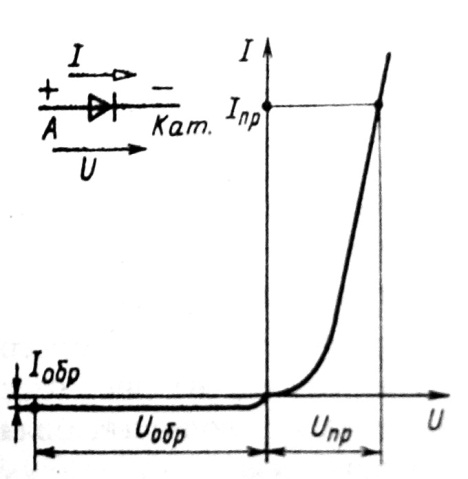 I
I
+ −
Iпр
А Кат.
U
Iобр
Uобр Uпр U